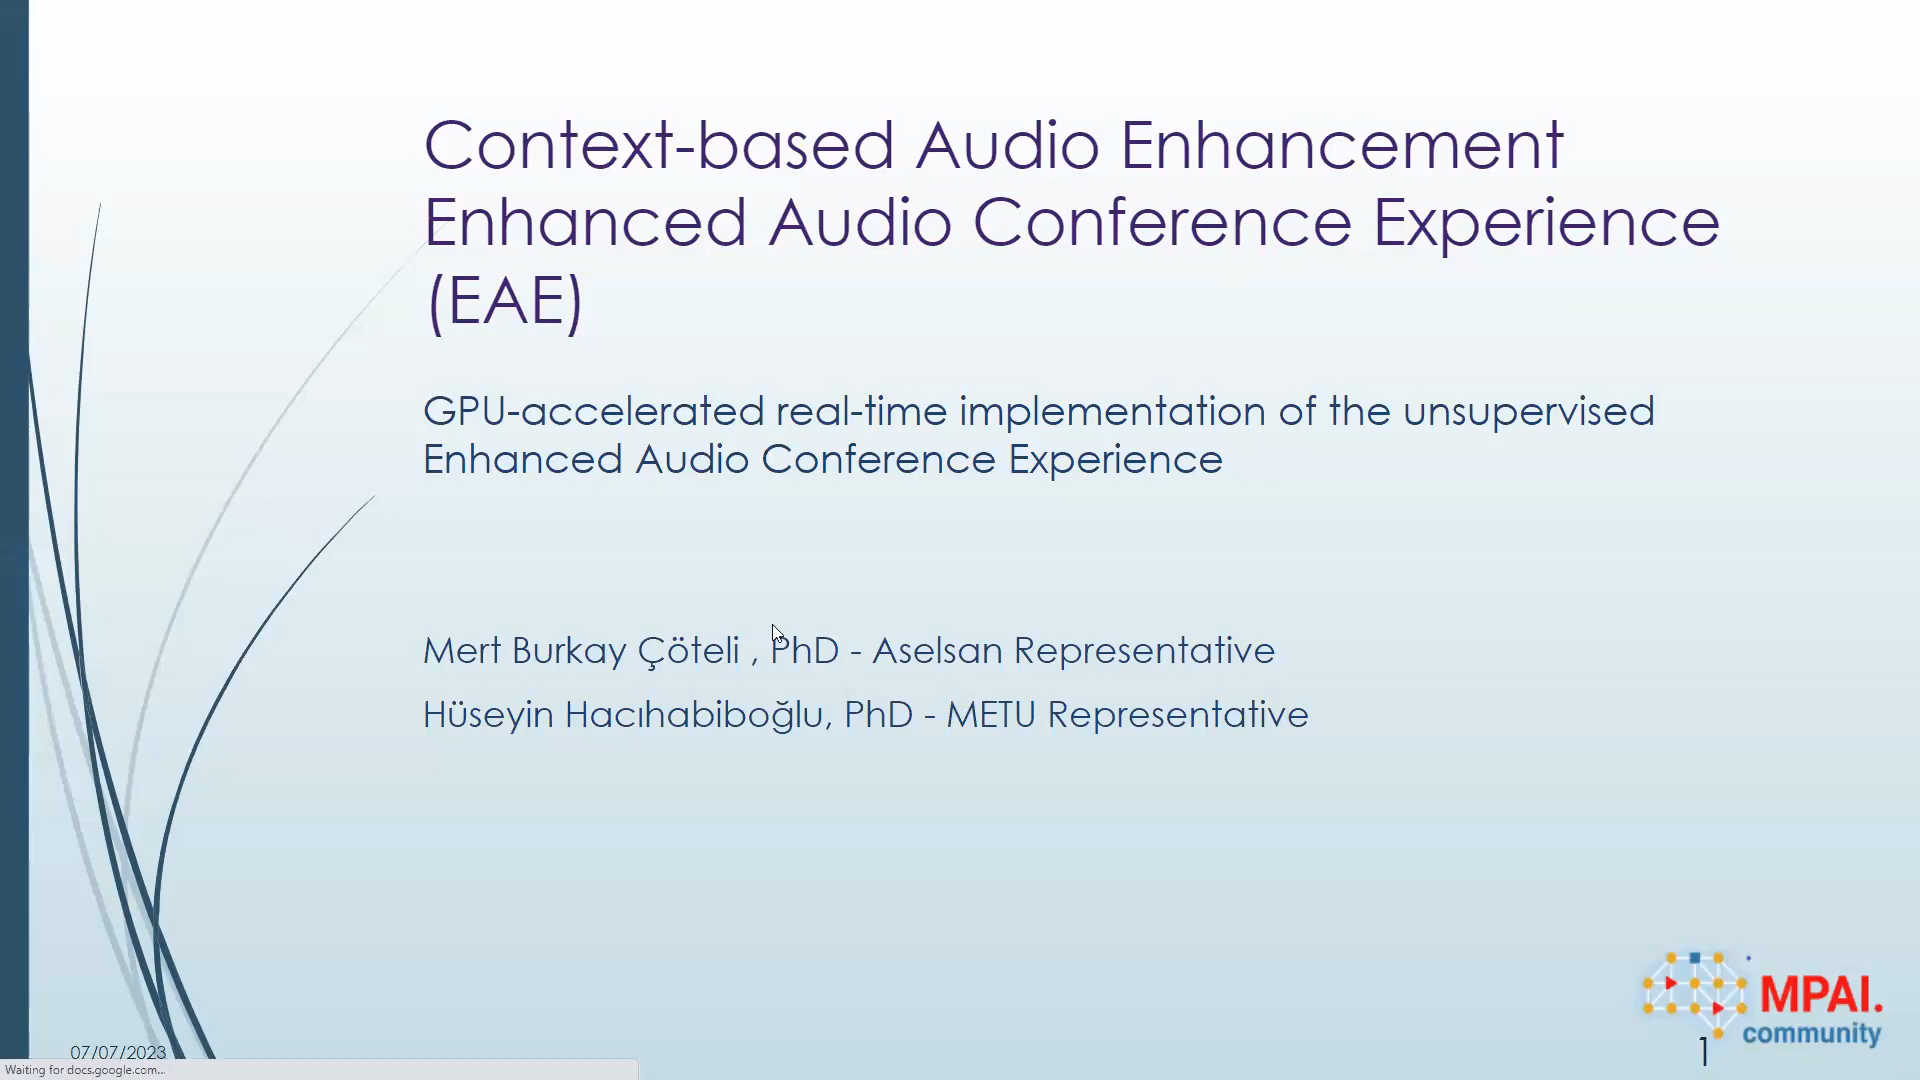 Context-based Audio Enhancement
Enhanced Audio Conference Experience
(EAE)
GPU-accelerated real-time implementation of the unsupervised
Enhanced Audio Conference Experience
Mert Burkay Çöteli , PhD - Aselsan Representative
Hüseyin Hacıhabiboğlu, PhD - METU Representative
MPAI.
community
1
07/07/2023
Waiting for docs.google.com...